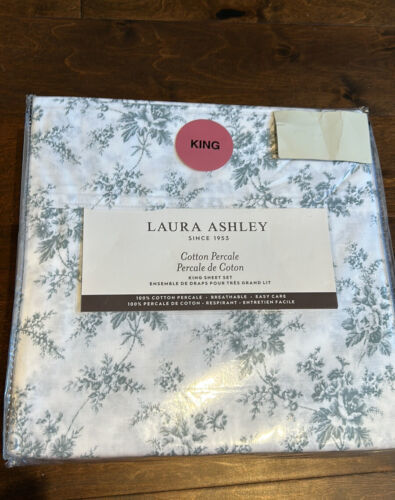 KING
LAURA ASHLEY
SINCE 1953
Cotton Percale
Percale de Coton
KING SHEET SET
ENSEMBLE DE DRAPS POUR TRÈS GRAND LIT
100% COTTON PERCALE • BREATHABLE • EASY CARE
100% PERCALE DE COTON • RESPIRANT • ENTRETIEN FACILE